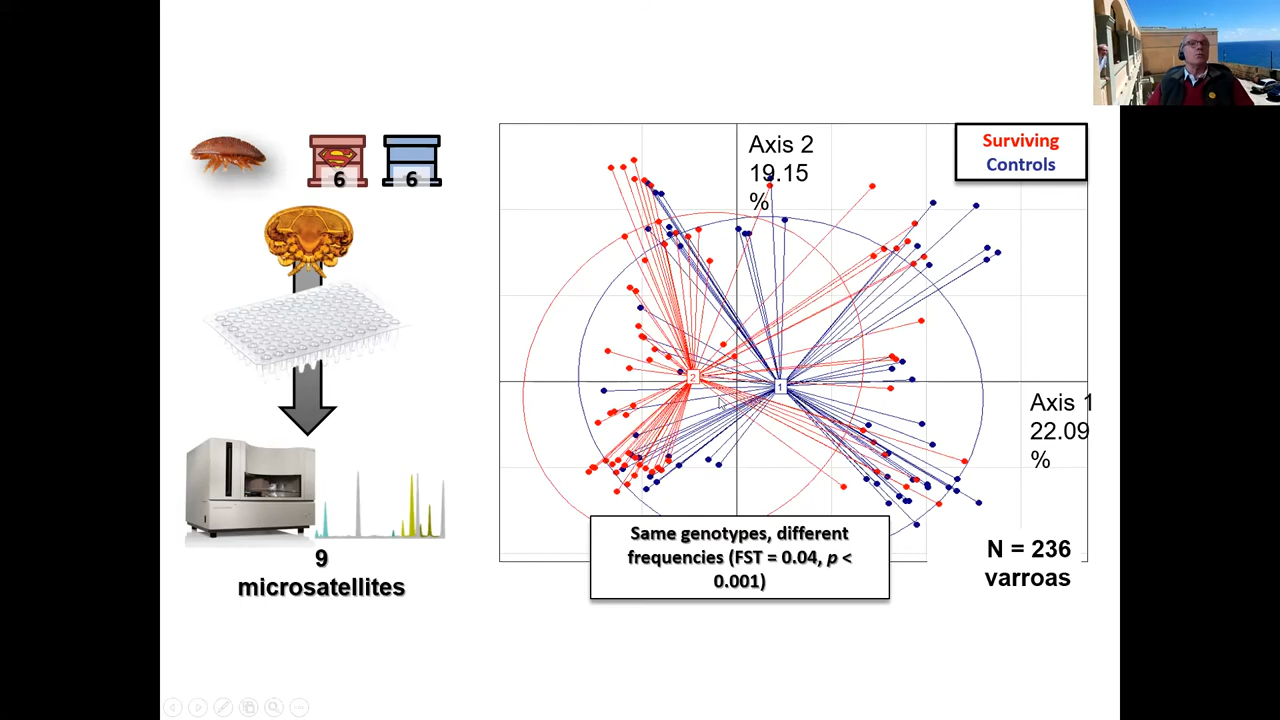 6
6
9
microsatellites
Axis 2
19.15
%
Surviving
Controls
2
1
Axis 1
22.09
%
Same genotypes, different
frequencies (FST = 0.04, p <
0.001)
N = 236
varroas